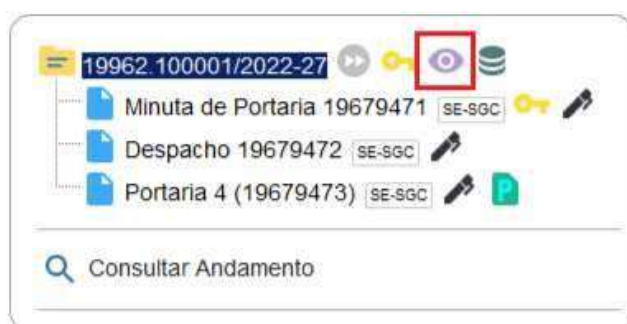 19962.100001/2022-27
Minuta de Portaria 19679471 SE-SGC
Despacho 19679472 SE-SGC
Portaria 4 (19679473) SE-SGC P
Consultar Andamento